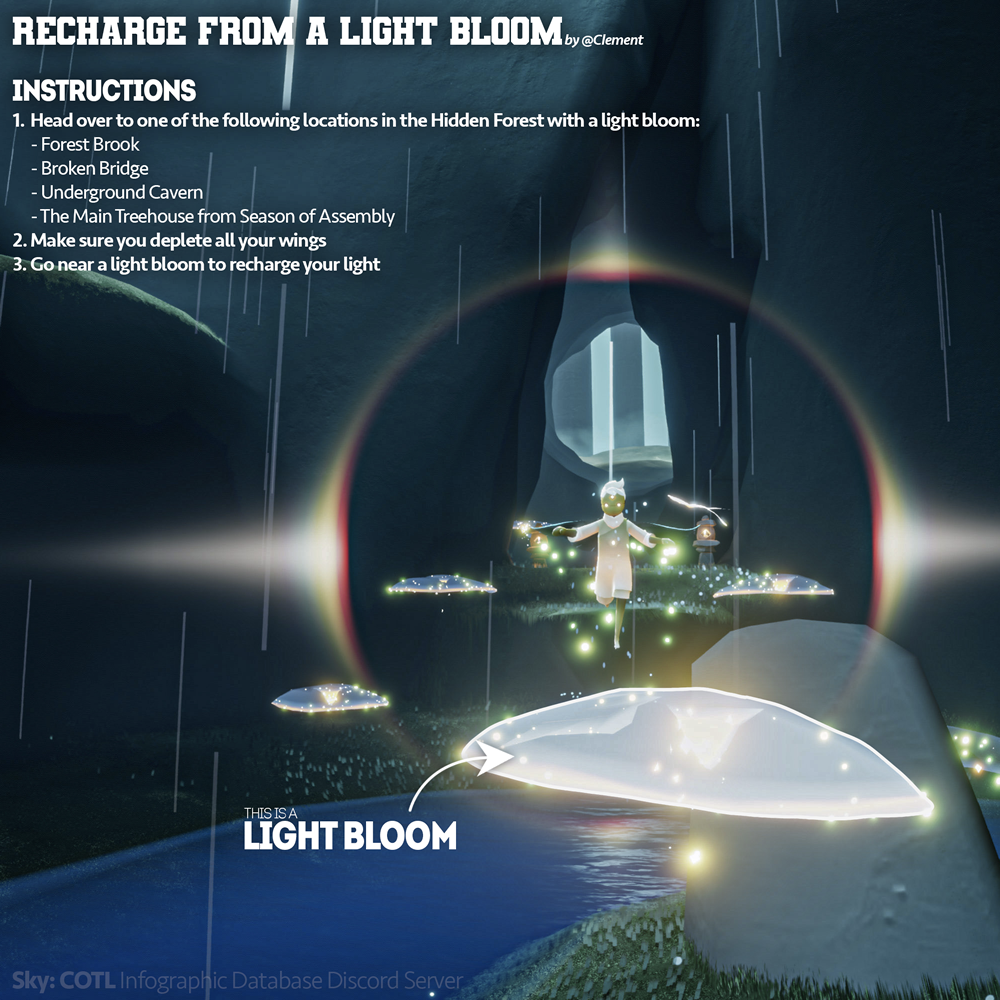 RECHARGE FROM A LIGHT BLOOM by @Clement
INSTRUCTIONS
1. Head over to one of the following locations in the Hidden Forest with a light bloom:
- Forest Brook
- Broken Bridge
- Underground Cavern
- The Main Treehouse from Season of Assembly
2. Make sure you deplete all your wings
3. Go near a light bloom to recharge your light
THIS IS A
LIGHT BLOOM
Sky: COTL Infographic Database Discord Server